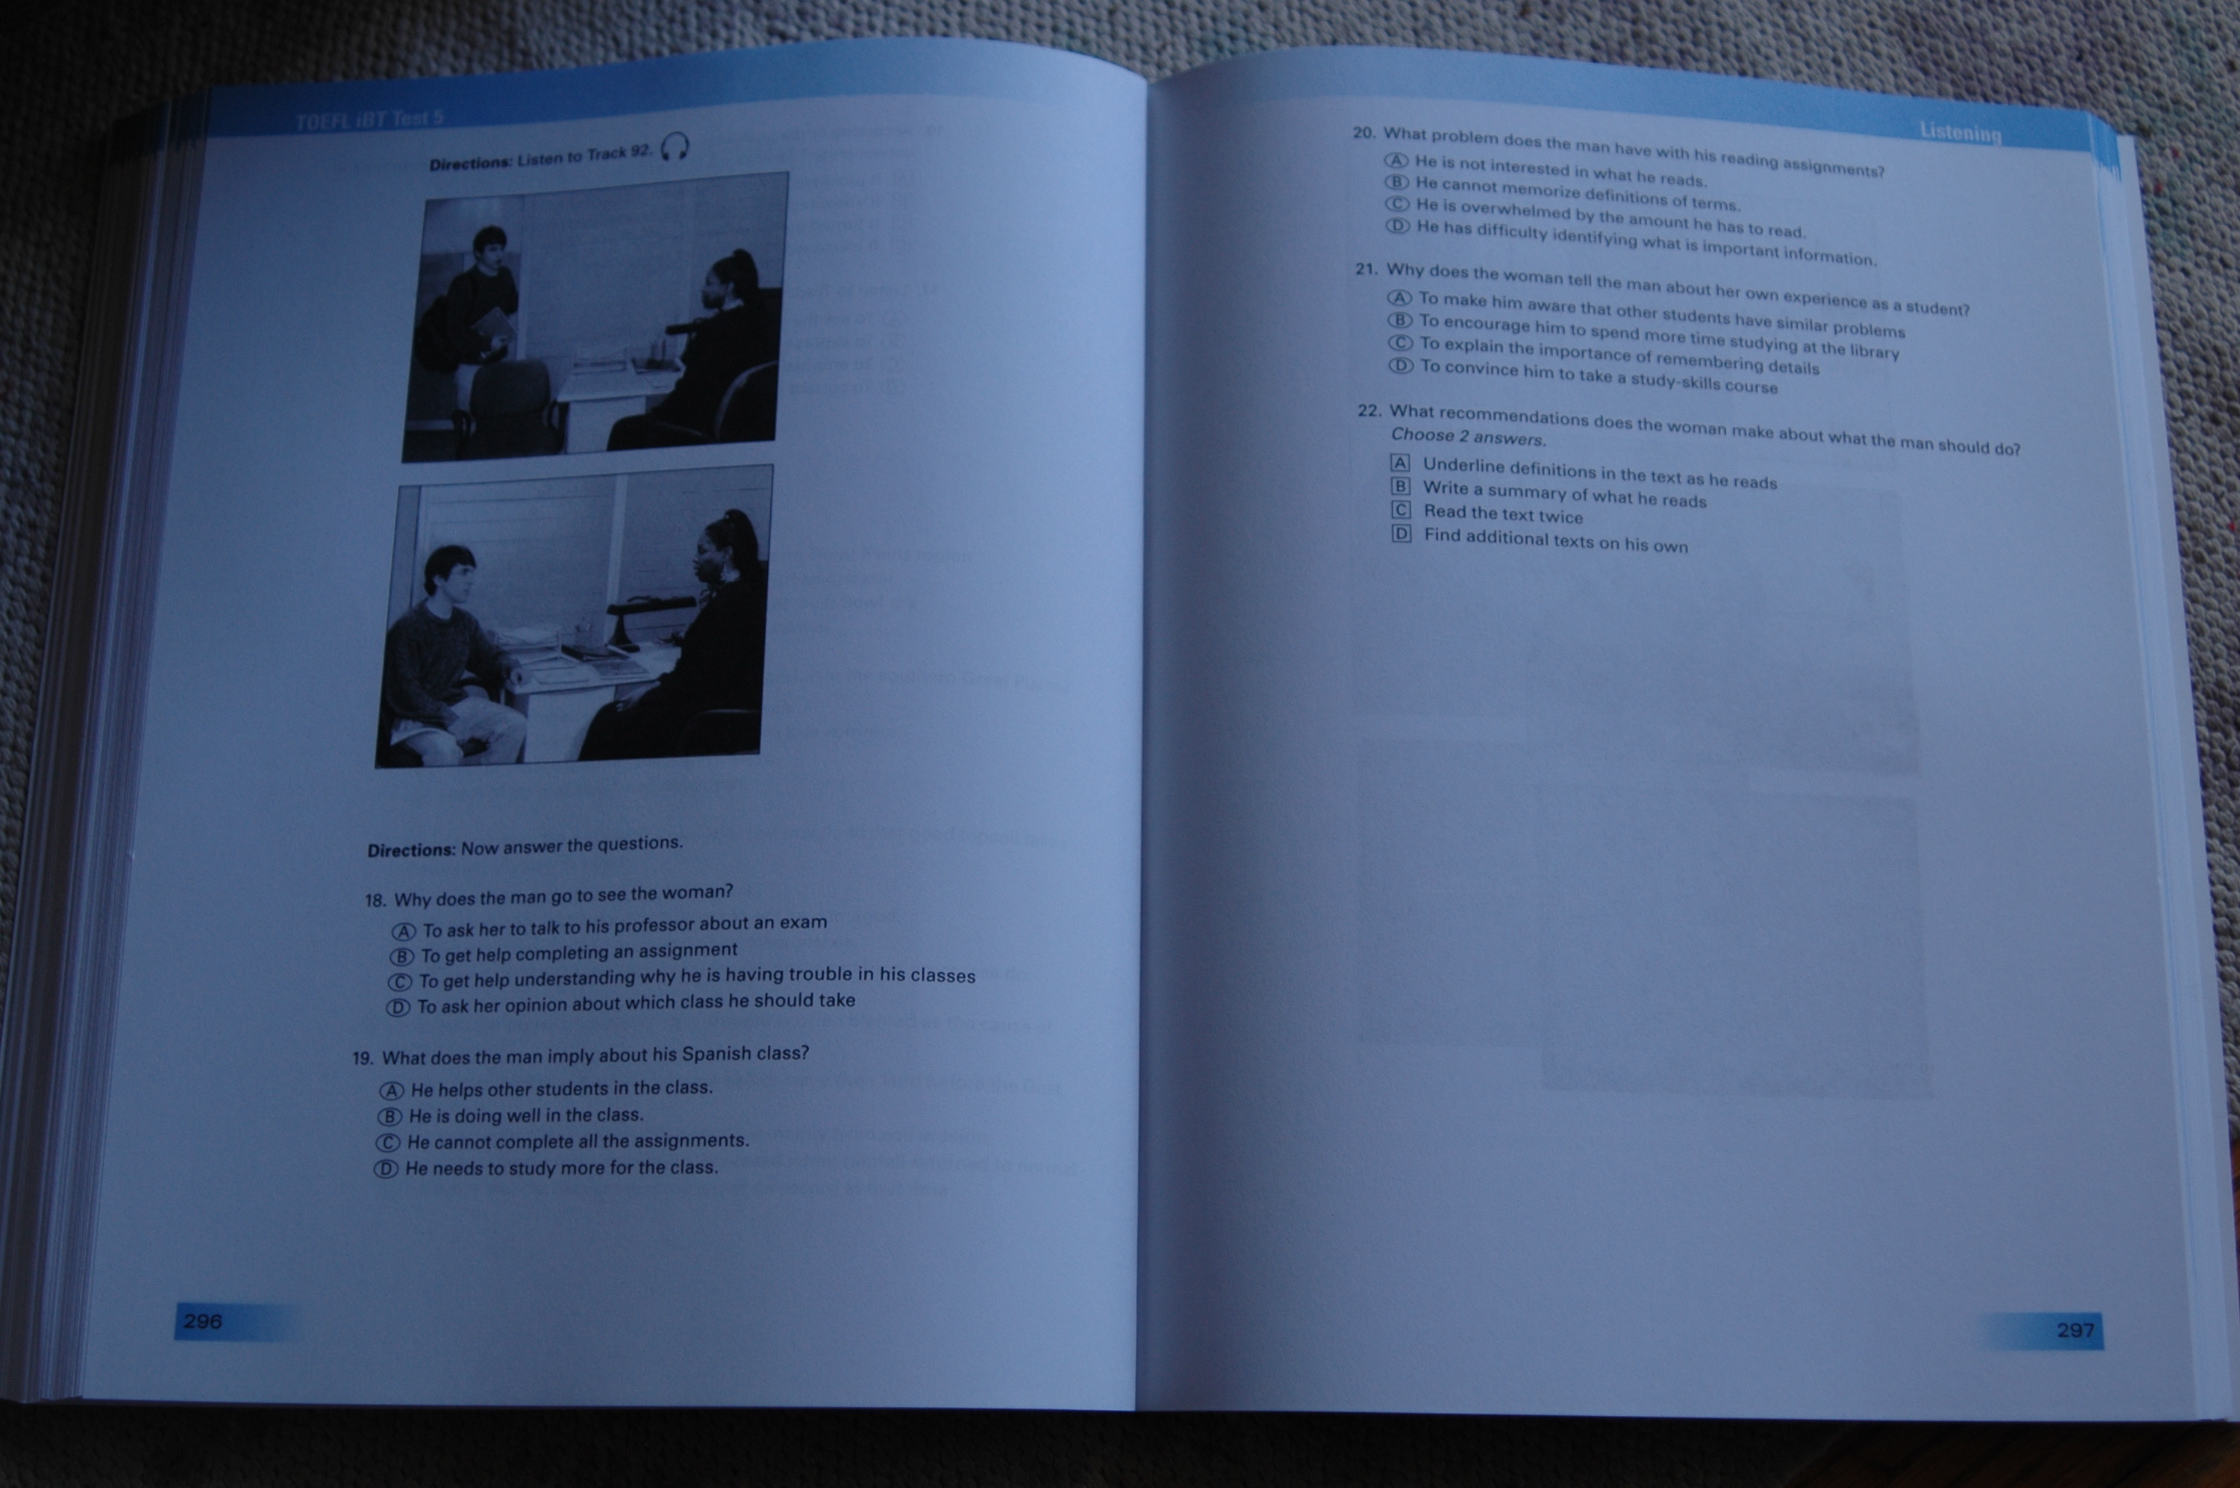 TOEFL iBT Test 5
Directions: Listen to Track 92.
Directions: Now answer the questions.
18. Why does the man go to see the woman?
A To ask her to talk to his professor about an exam
B To get help completing an assignment
C To get help understanding why he is having trouble in his classes
D To ask her opinion about which class he should take
19. What does the man imply about his Spanish class?
A He helps other students in the class.
B He is doing well in the class.
C He cannot complete all the assignments.
D He needs to study more for the class.
296
Listening
20. What problem does the man have with his reading assignments?
A He is not interested in what he reads.
B He cannot memorize definitions of terms.
C He is overwhelmed by the amount he has to read.
D He has difficulty identifying what is important information.
21. Why does the woman tell the man about her own experience as a student?
A To make him aware that other students have similar problems
B To encourage him to spend more time studying at the library
C To explain the importance of remembering details
D To convince him to take a study-skills course
22. What recommendations does the woman make about what the man should do?
Choose 2 answers.
A Underline definitions in the text as he reads
B Write a summary of what he reads
C Read the text twice
D Find additional texts on his own
297